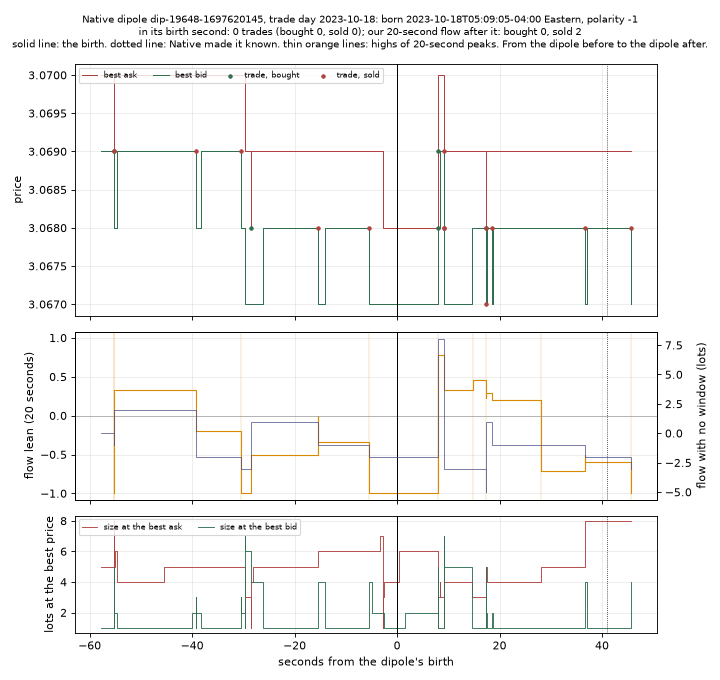 Native dipole dip-19648-1697620145, trade day 2023-10-18: born 2023-10-18T05:09:05-04:00 Eastern, polarity -1
in its birth second: 0 trades (bought 0, sold 0); our 20-second flow after it: bought 0, sold 2
solid line: the birth. dotted line: Native made it known. thin orange lines: highs of 20-second peaks. From the dipole before to the dipole after.
best ask best bid trade, bought trade, sold
3.0700
3.0695
3.0690
3.0685
3.0680
3.0675
3.0670
price
1.0
0.5
0.0
−0.5
−1.0
flow lean (20 seconds)
7.5
5.0
2.5
0.0
−2.5
−5.0
flow with no window (lots)
size at the best ask size at the best bid
8
6
4
2
lots at the best price
−60 −40 −20 0 20 40
seconds from the dipole's birth